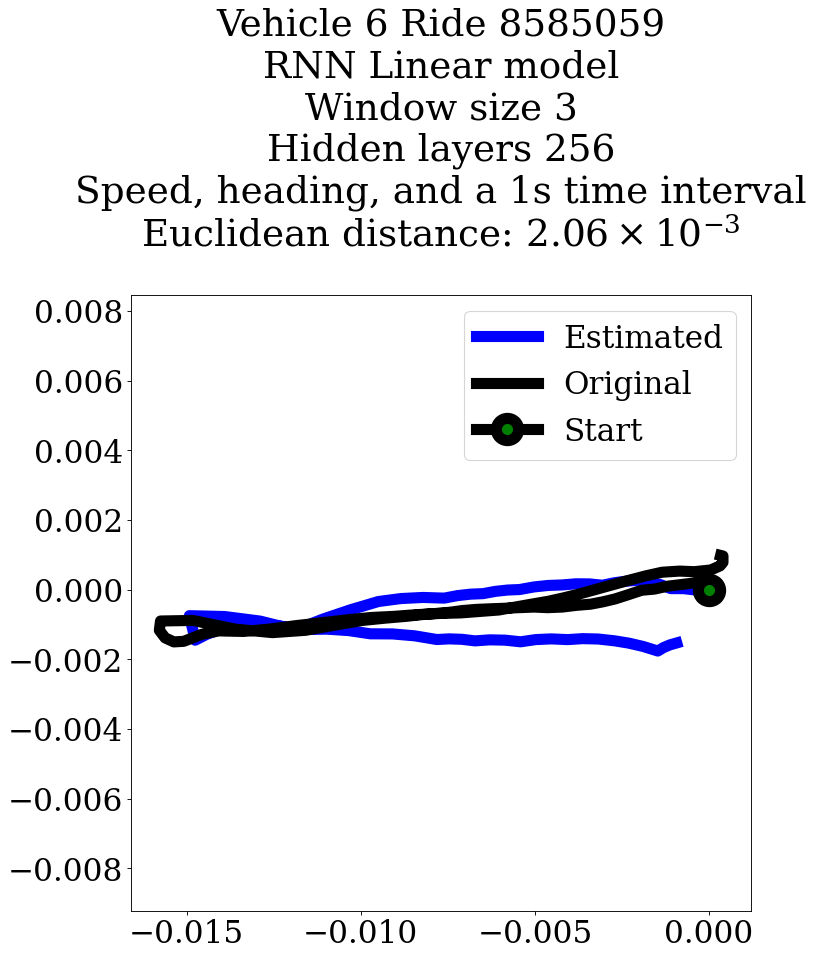 Vehicle 6 Ride 8585059
RNN Linear model
Window size 3
Hidden layers 256
Speed, heading, and a 1s time interval
Euclidean distance: 2.06 × 10⁻³
0.008
0.006
0.004
0.002
0.000
−0.002
−0.004
−0.006
−0.008
Estimated
Original
Start
−0.015 −0.010 −0.005 0.000